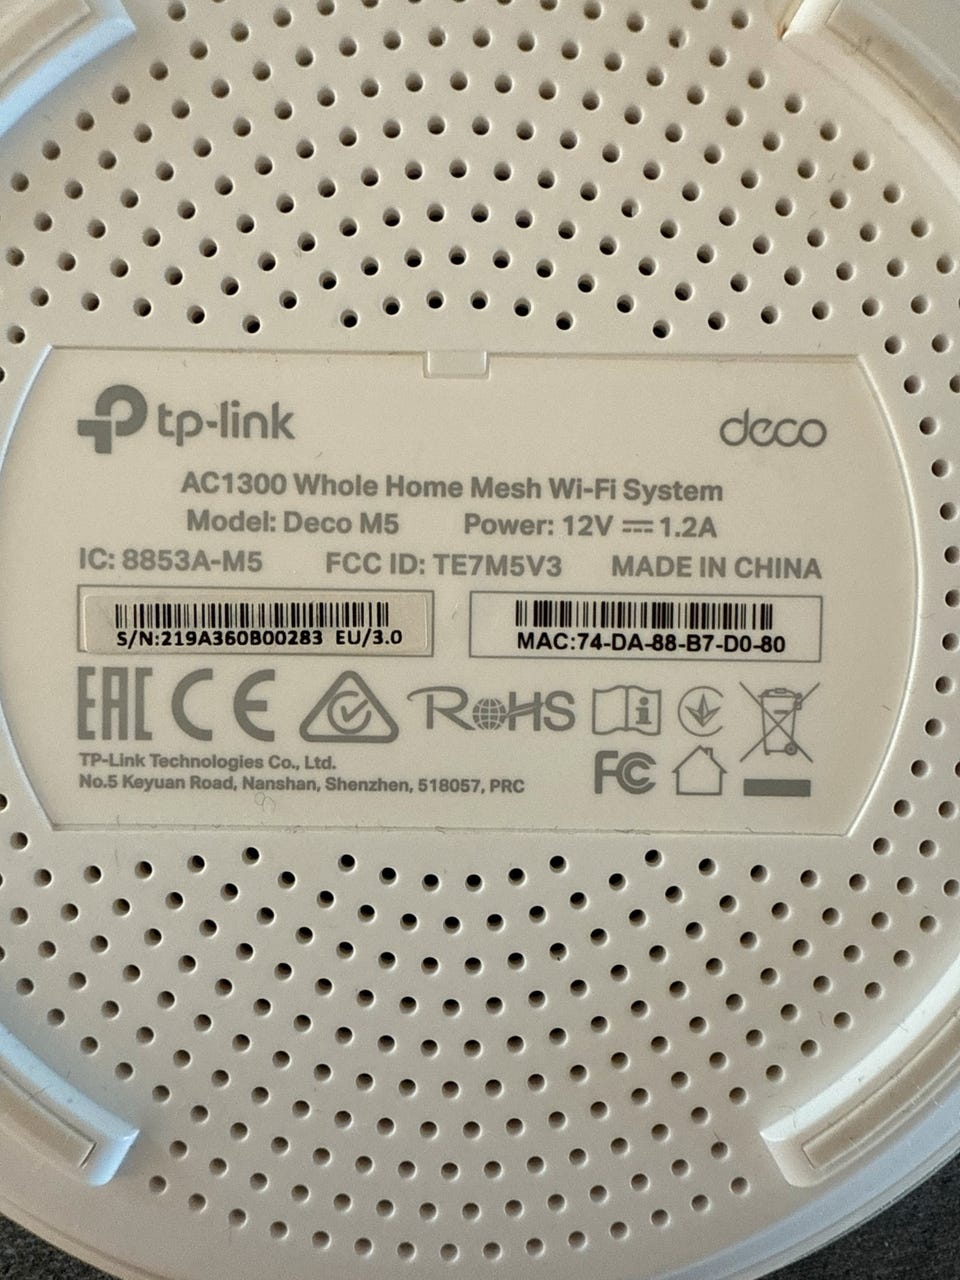 tp-link
deco
AC1300 Whole Home Mesh Wi-Fi System
Model: Deco M5 Power: 12V ⎓ 1.2A
IC: 8853A-M5 FCC ID: TE7M5V3 MADE IN CHINA
S/N:219A360B00283 EU/3.0
MAC:74-DA-88-B7-D0-80
EAC CE RoHS i
TP-Link Technologies Co., Ltd.
No.5 Keyuan Road, Nanshan, Shenzhen, 518057, PRC
FC